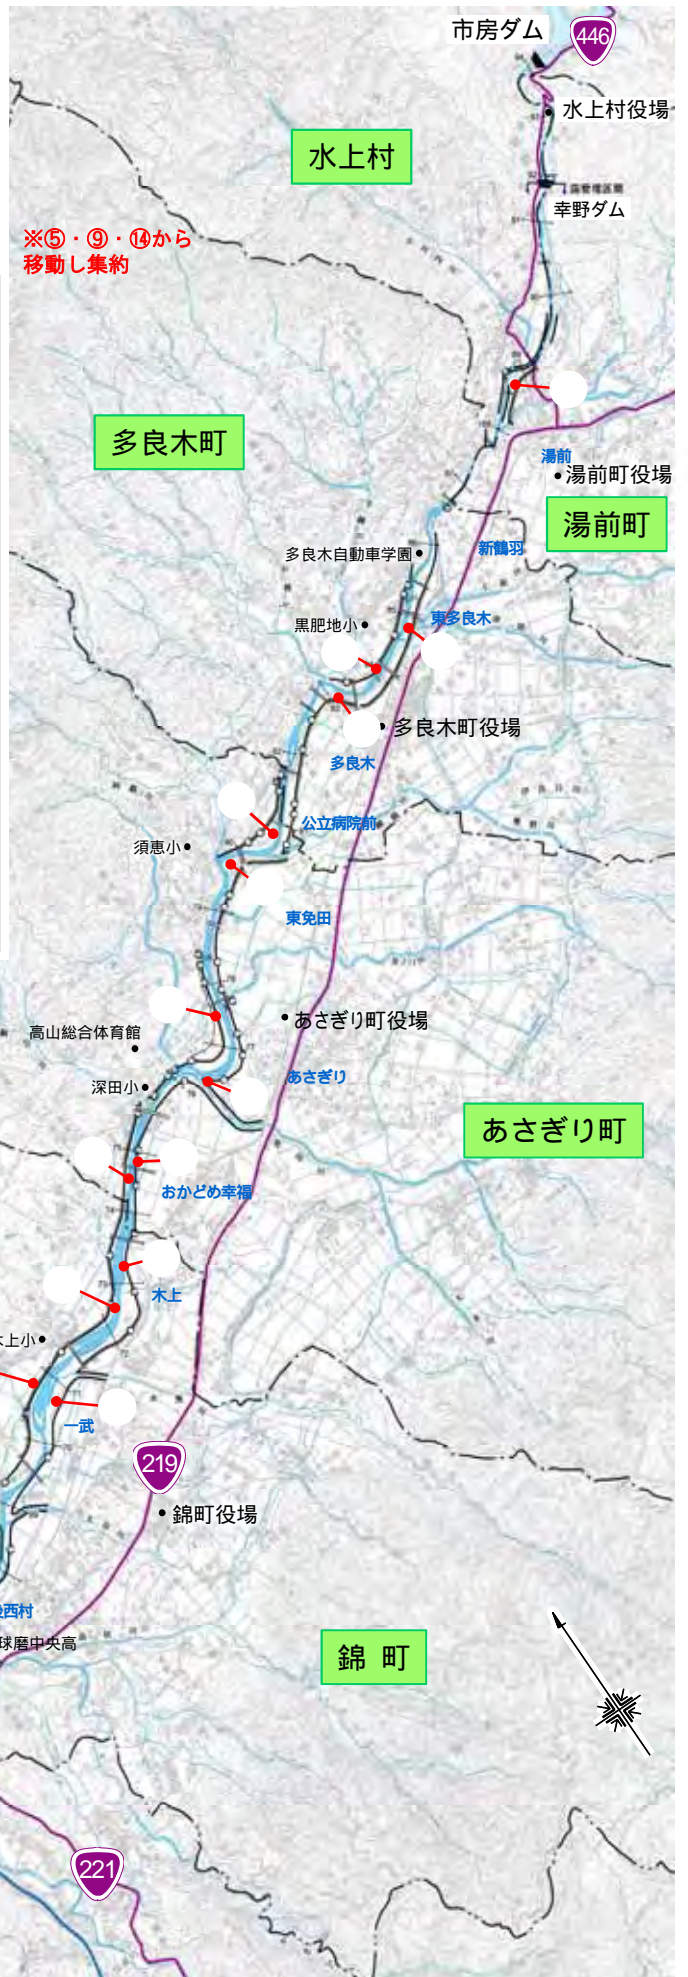 市房ダム
446
水上村役場
水上村
幸野ダム
※⑤・⑨・⑭から
移動し集約
多良木町
湯前
湯前町役場
湯前町
新鶴羽
多良木自動車学園
東多良木
黒肥地小
多良木町役場
多良木
公立病院前
須恵小
東免田
あさぎり町役場
高山総合体育館
あさぎり
深田小
あさぎり町
おかどめ幸福
木上
木上小
一武
219
錦町役場
西村
球磨中央高
錦 町
221